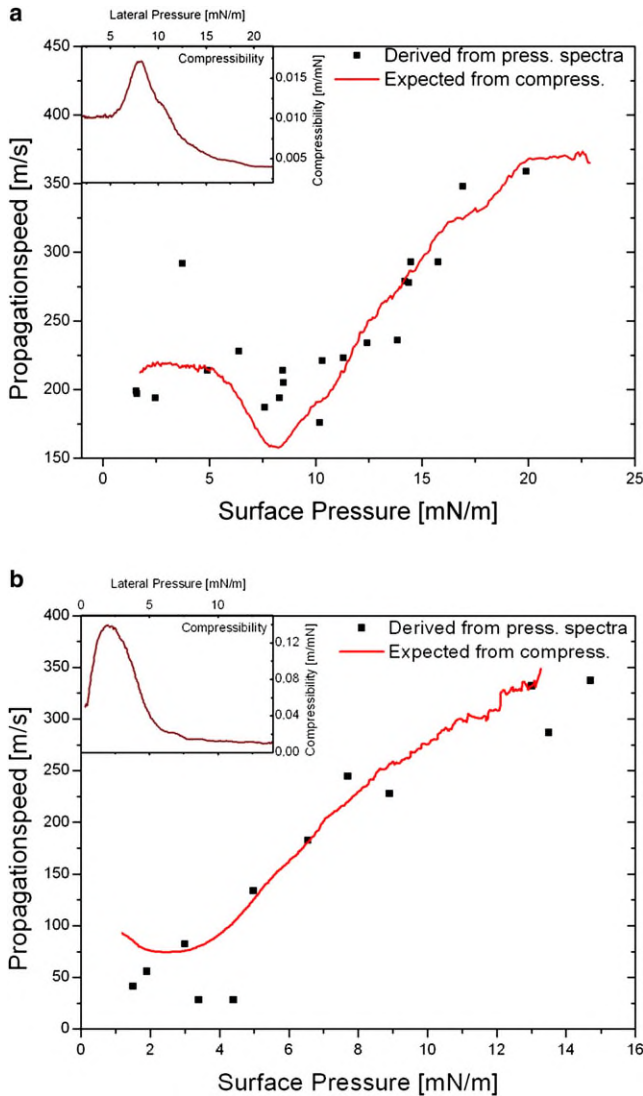 a
Lateral Pressure [mN/m]
0 5 10 15 20
Compressibility
0.015
0.010
0.005
Compressibility [m/mN]
Derived from press. spectra
Expected from compress.
450
400
350
300
250
200
150
Propagationspeed [m/s]
0 5 10 15 20 25
Surface Pressure [mN/m]
b
Lateral Pressure [mN/m]
0 5 10
Compressibility
0.12
0.08
0.04
0.00
Compressibility [m/mN]
Derived from press. spectra
Expected from compress.
400
350
300
250
200
150
100
50
0
Propagationspeed [m/s]
0 2 4 6 8 10 12 14 16
Surface Pressure [mN/m]